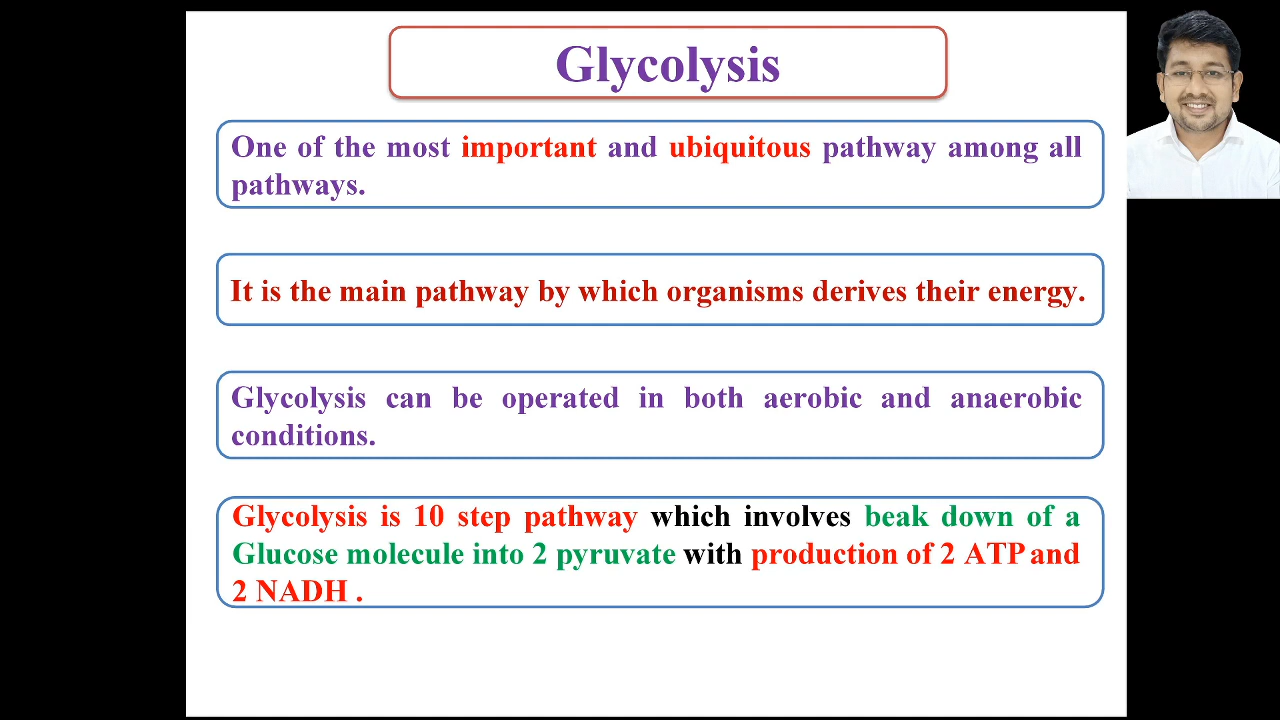 Glycolysis
One of the most important and ubiquitous pathway among all
pathways.
It is the main pathway by which organisms derives their energy.
Glycolysis can be operated in both aerobic and anaerobic
conditions.
Glycolysis is 10 step pathway which involves beak down of a
Glucose molecule into 2 pyruvate with production of 2 ATP and
2 NADH .